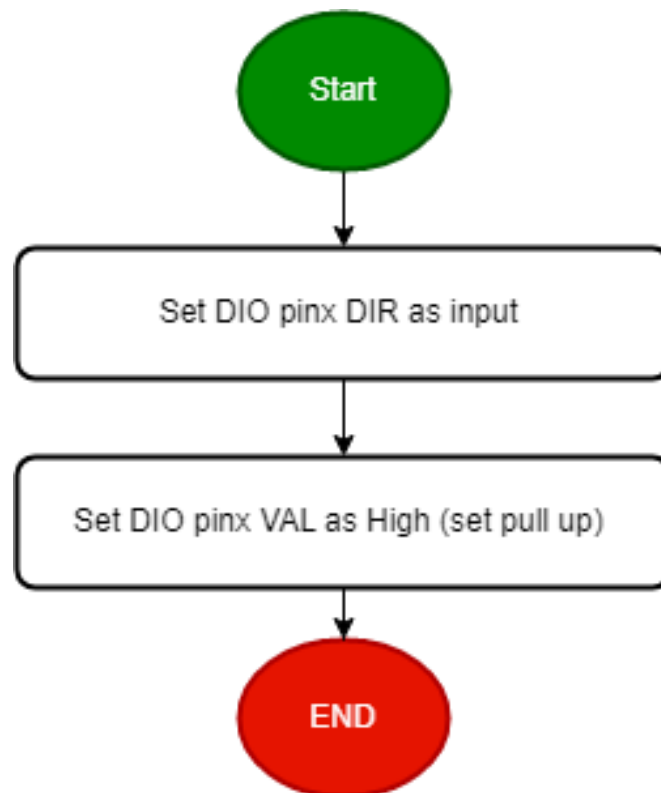 Start
Set DIO pinx DIR as input
Set DIO pinx VAL as High (set pull up)
END